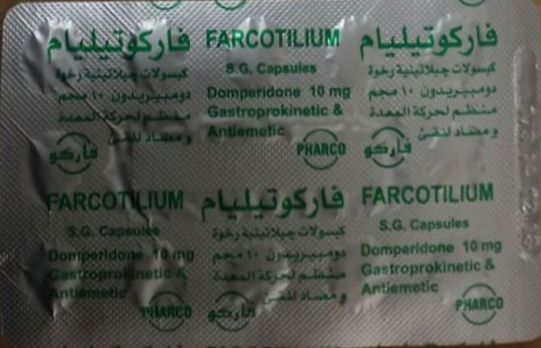 فاركوتيليام
كبسولات جيلاتينية رخوة
دومبيريدون ١٠ مجم
منظم لحركة المعدة
و مضاد للقئ
فاركو
FARCOTILIUM
S.G. Capsules
Domperidone 10 mg
Gastroprokinetic &
Antiemetic
PHARCO
فاركوتيليام
كبسولات جيلاتينية رخوة
دومبيريدون ١٠ مجم
منظم لحركة المعدة
و مضاد للقئ
فاركو
FARCOTILIUM
S.G. Capsules
Domperidone 10 mg
Gastroprokinetic &
Antiemetic
PHARCO
فاركوتيليام
كبسولات جيلاتينية رخوة
دومبيريدون ١٠ مجم
منظم لحركة المعدة
و مضاد للقئ
فاركو
FARCOTILIUM
S.G. Capsules
Domperidone 10 mg
Gastroprokinetic &
Antiemetic
PHARCO